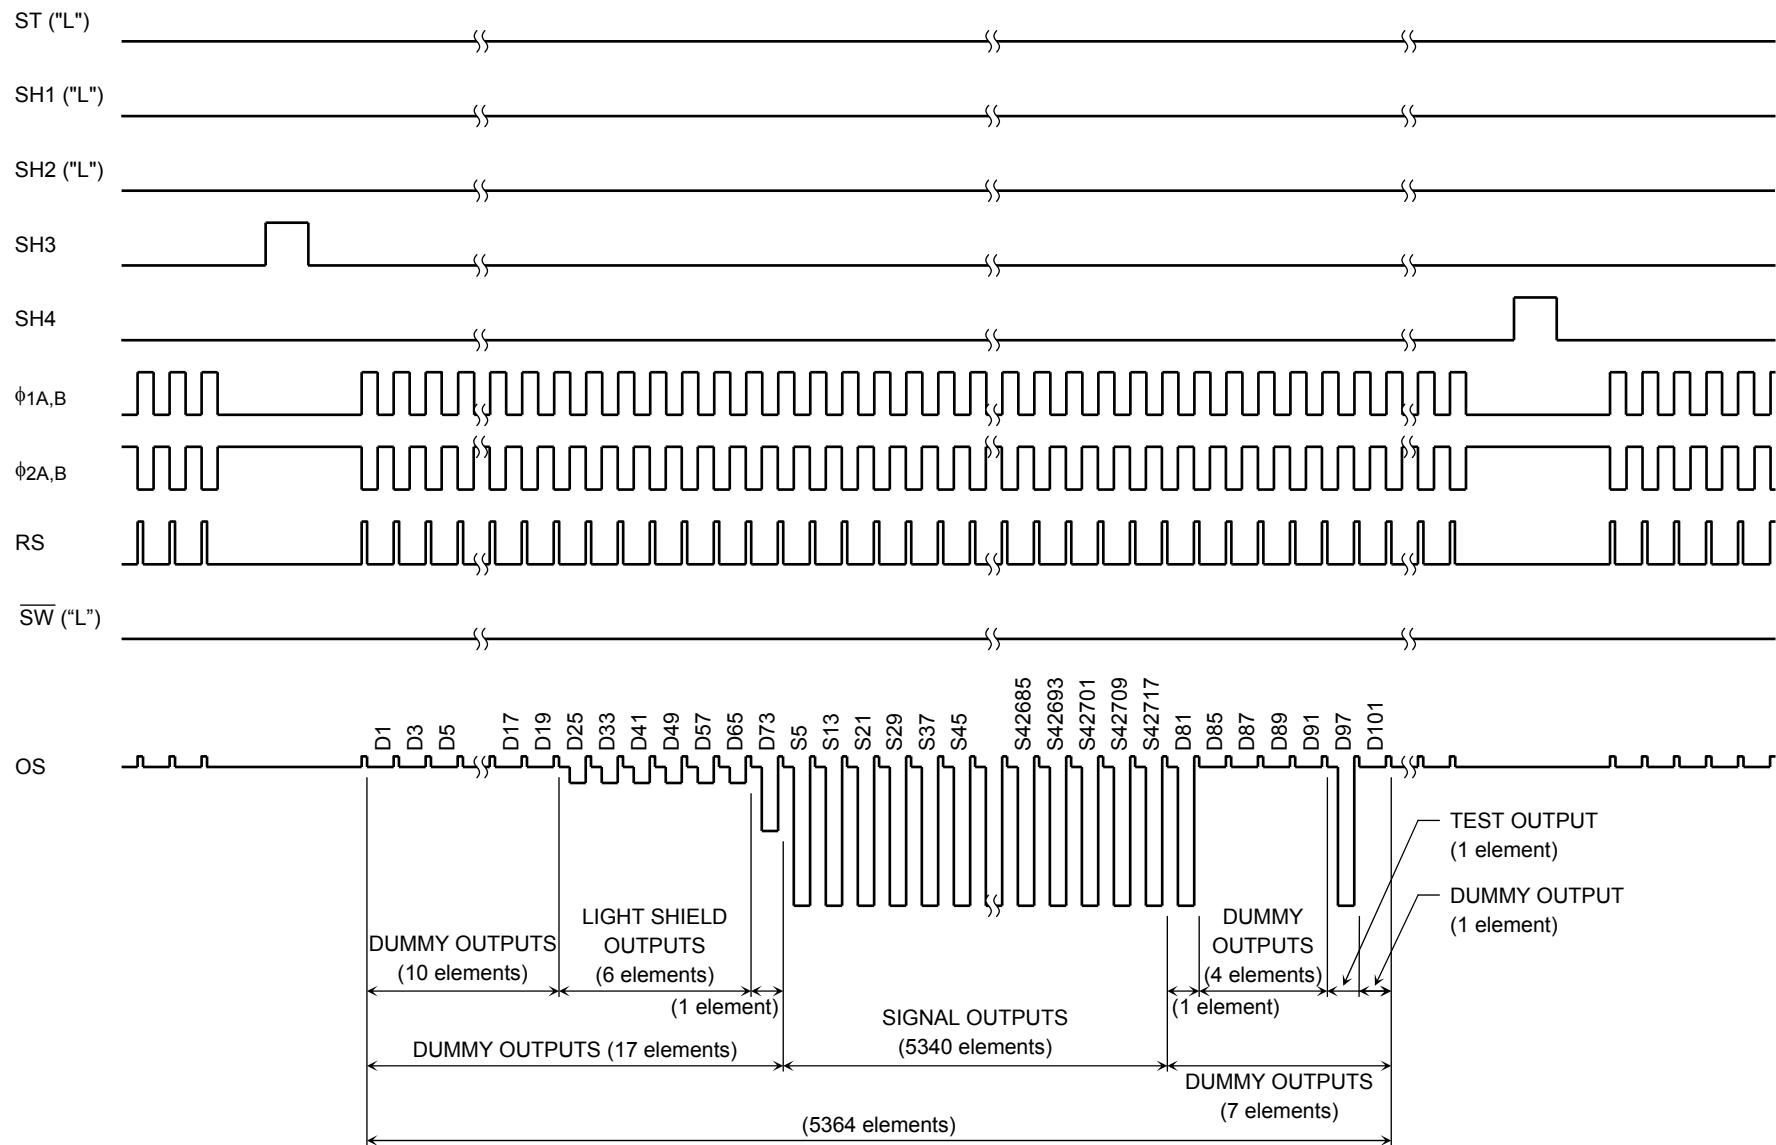 ST ("L")
SH1 ("L")
SH2 ("L")
SH3
SH4
ϕ1A,B
ϕ2A,B
RS
S̅W̅ (“L”)
OS
D1
D3
D5
D17
D19
D25
D33
D41
D49
D57
D65
D73
S5
S13
S21
S29
S37
S45
S42685
S42693
S42701
S42709
S42717
D81
D85
D87
D89
D91
D97
D101
TEST OUTPUT
(1 element)
DUMMY OUTPUT
(1 element)
DUMMY OUTPUTS
(10 elements)
LIGHT SHIELD
OUTPUTS
(6 elements)
(1 element)
DUMMY
OUTPUTS
(4 elements)
(1 element)
SIGNAL OUTPUTS
(5340 elements)
DUMMY OUTPUTS (17 elements)
DUMMY OUTPUTS
(7 elements)
(5364 elements)